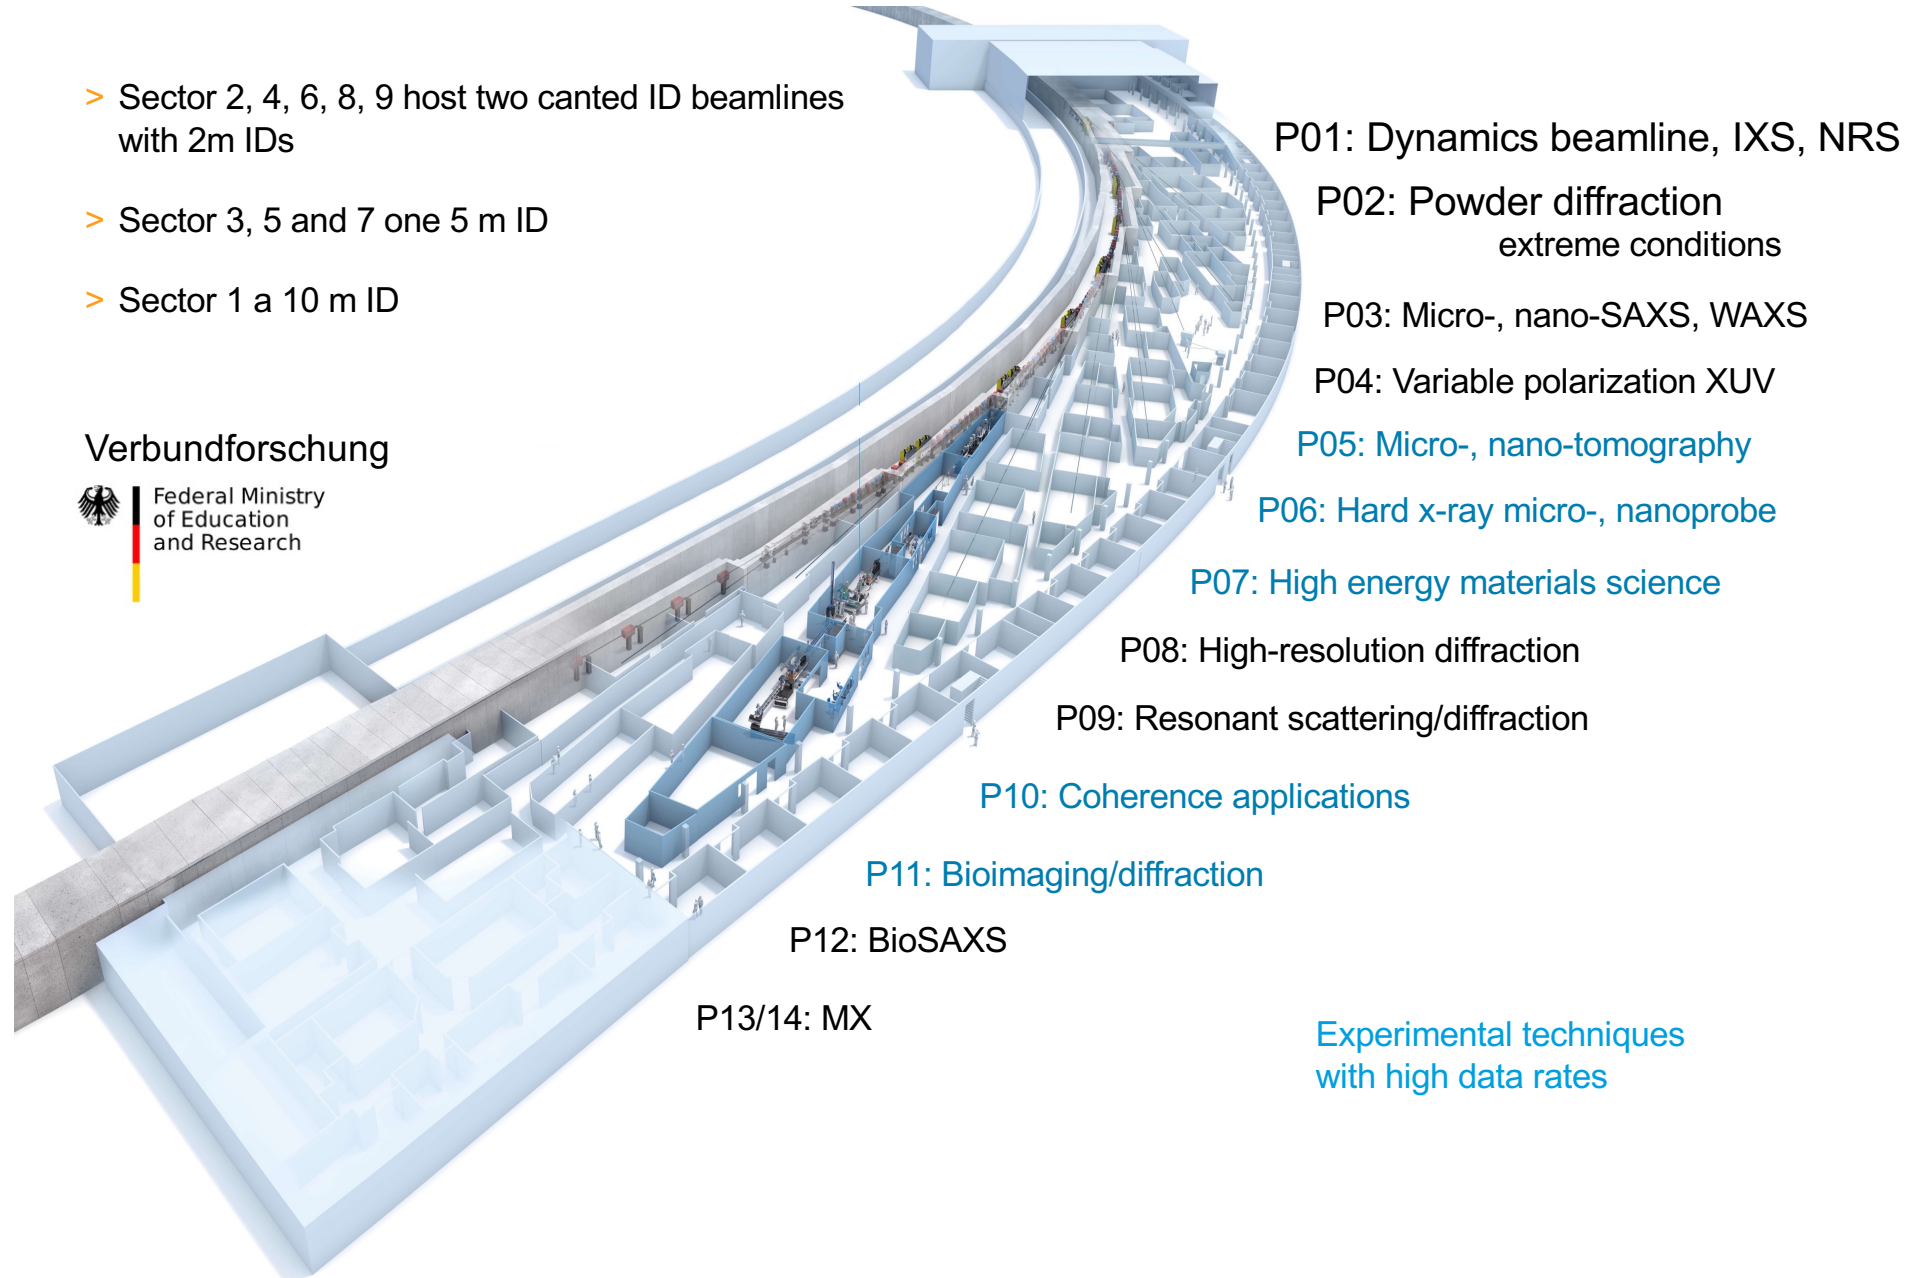 > Sector 2, 4, 6, 8, 9 host two canted ID beamlines
with 2m IDs
> Sector 3, 5 and 7 one 5 m ID
> Sector 1 a 10 m ID
Verbundforschung
Federal Ministry
of Education
and Research
P01: Dynamics beamline, IXS, NRS
P02: Powder diffraction
extreme conditions
P03: Micro-, nano-SAXS, WAXS
P04: Variable polarization XUV
P05: Micro-, nano-tomography
P06: Hard x-ray micro-, nanoprobe
P07: High energy materials science
P08: High-resolution diffraction
P09: Resonant scattering/diffraction
P10: Coherence applications
P11: Bioimaging/diffraction
P12: BioSAXS
P13/14: MX
Experimental techniques
with high data rates